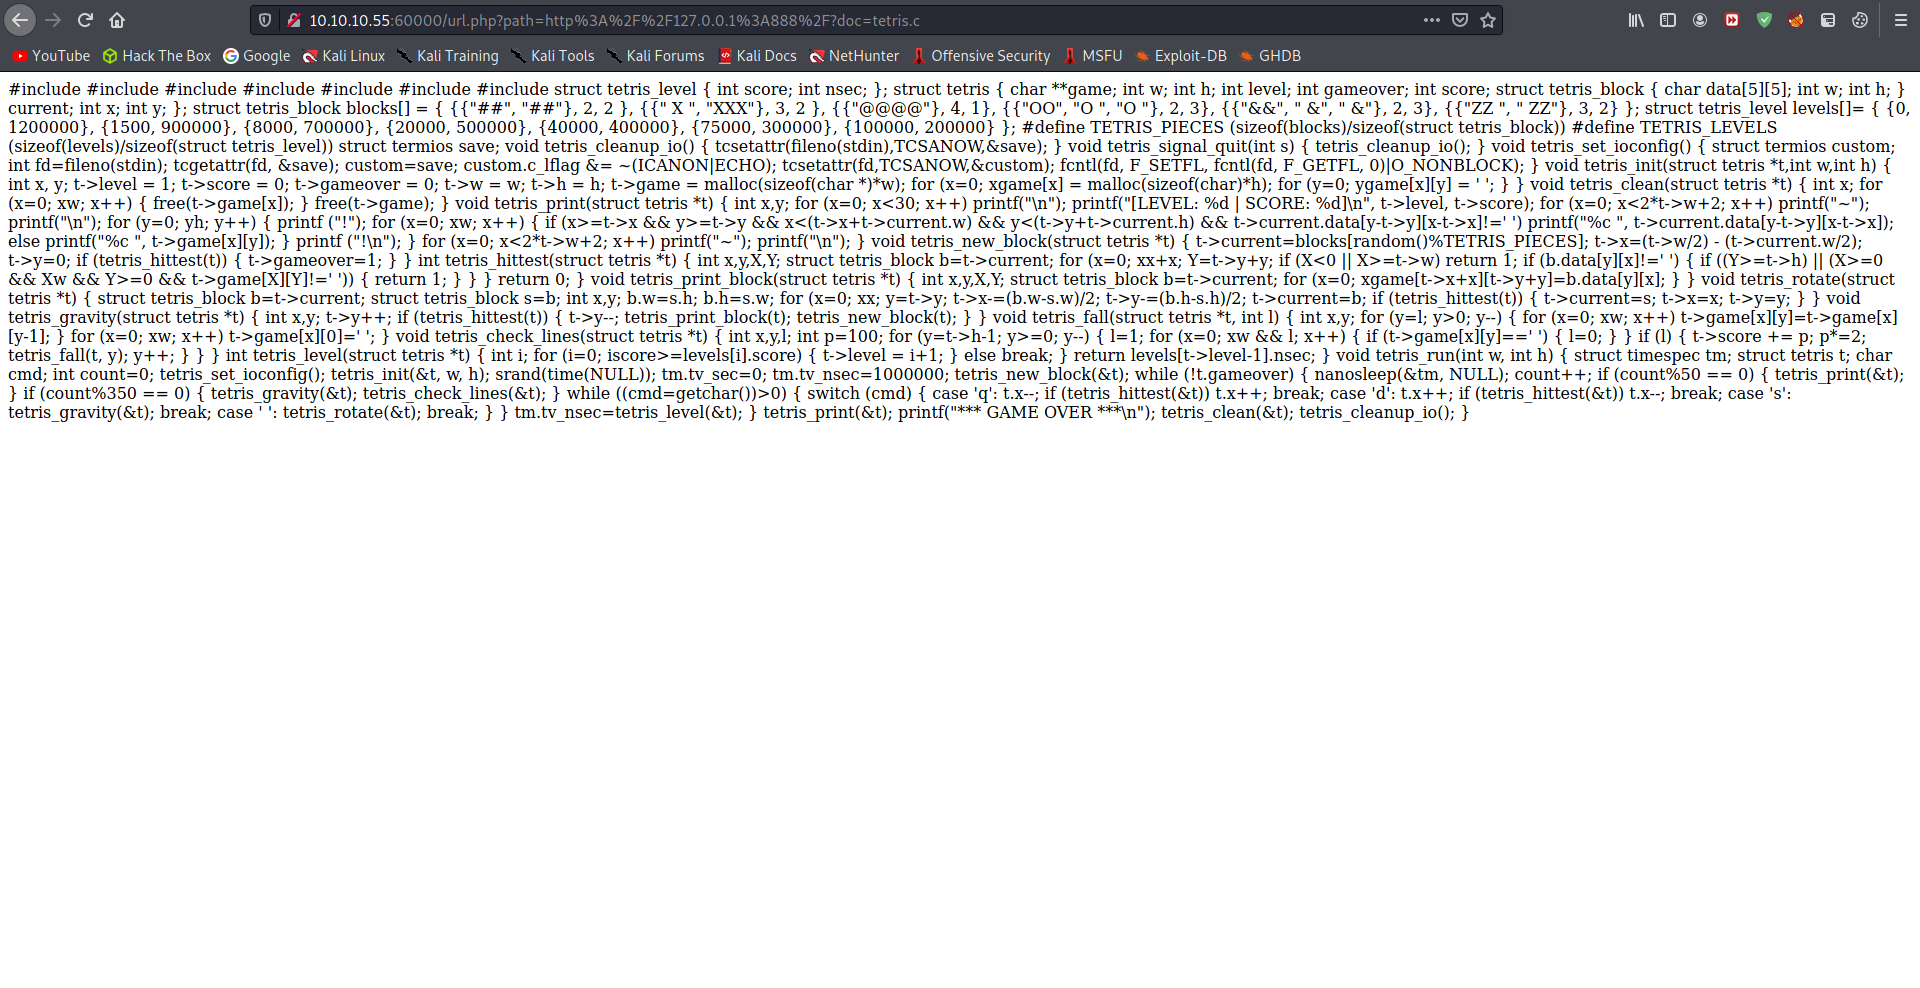 10.10.10.55:60000/url.php?path=http%3A%2F%2F127.0.0.1%3A888%2F?doc=tetris.c
YouTube Hack The Box Google Kali Linux Kali Training Kali Tools Kali Forums Kali Docs NetHunter Offensive Security MSFU Exploit-DB GHDB
#include #include #include #include #include #include #include struct tetris_level { int score; int nsec; }; struct tetris { char **game; int w; int h; int level; int gameover; int score; struct tetris_block { char data[5][5]; int w; int h; }
current; int x; int y; }; struct tetris_block blocks[] = { {{"##", "##"}, 2, 2 }, {{" X ", "XXX"}, 3, 2 }, {{"@@@@"}, 4, 1}, {{"OO", "O ", "O "}, 2, 3}, {{"&&", " &", " &"}, 2, 3}, {{"ZZ ", " ZZ"}, 3, 2} }; struct tetris_level levels[]= { {0,
1200000}, {1500, 900000}, {8000, 700000}, {20000, 500000}, {40000, 400000}, {75000, 300000}, {100000, 200000} }; #define TETRIS_PIECES (sizeof(blocks)/sizeof(struct tetris_block)) #define TETRIS_LEVELS
(sizeof(levels)/sizeof(struct tetris_level)) struct termios save; void tetris_cleanup_io() { tcsetattr(fileno(stdin),TCSANOW,&save); } void tetris_signal_quit(int s) { tetris_cleanup_io(); } void tetris_set_ioconfig() { struct termios custom;
int fd=fileno(stdin); tcgetattr(fd, &save); custom=save; custom.c_lflag &= ~(ICANON|ECHO); tcsetattr(fd,TCSANOW,&custom); fcntl(fd, F_SETFL, fcntl(fd, F_GETFL, 0)|O_NONBLOCK); } void tetris_init(struct tetris *t,int w,int h) {
int x, y; t->level = 1; t->score = 0; t->gameover = 0; t->w = w; t->h = h; t->game = malloc(sizeof(char *)*w); for (x=0; xgame[x] = malloc(sizeof(char)*h); for (y=0; ygame[x][y] = ' '; } } void tetris_clean(struct tetris *t) { int x; for
(x=0; xw; x++) { free(t->game[x]); } free(t->game); } void tetris_print(struct tetris *t) { int x,y; for (x=0; x<30; x++) printf("\n"); printf("[LEVEL: %d | SCORE: %d]\n", t->level, t->score); for (x=0; x<2*t->w+2; x++) printf("~");
printf("\n"); for (y=0; yh; y++) { printf ("!"); for (x=0; xw; x++) { if (x>=t->x && y>=t->y && x<(t->x+t->current.w) && y<(t->y+t->current.h) && t->current.data[y-t->y][x-t->x]!=' ') printf("%c ", t->current.data[y-t->y][x-t->x]);
else printf("%c ", t->game[x][y]); } printf ("!\n"); } for (x=0; x<2*t->w+2; x++) printf("~"); printf("\n"); } void tetris_new_block(struct tetris *t) { t->current=blocks[random()%TETRIS_PIECES]; t->x=(t->w/2) - (t->current.w/2);
t->y=0; if (tetris_hittest(t)) { t->gameover=1; } } int tetris_hittest(struct tetris *t) { int x,y,X,Y; struct tetris_block b=t->current; for (x=0; xx+x; Y=t->y+y; if (X<0 || X>=t->w) return 1; if (b.data[y][x]!=' ') { if ((Y>=t->h) || (X>=0
&& Xw && Y>=0 && t->game[X][Y]!=' ')) { return 1; } } } return 0; } void tetris_print_block(struct tetris *t) { int x,y,X,Y; struct tetris_block b=t->current; for (x=0; xgame[t->x+x][t->y+y]=b.data[y][x]; } } void tetris_rotate(struct
tetris *t) { struct tetris_block b=t->current; struct tetris_block s=b; int x,y; b.w=s.h; b.h=s.w; for (x=0; xx; y=t->y; t->x-=(b.w-s.w)/2; t->y-=(b.h-s.h)/2; t->current=b; if (tetris_hittest(t)) { t->current=s; t->x=x; t->y=y; } } void
tetris_gravity(struct tetris *t) { int x,y; t->y++; if (tetris_hittest(t)) { t->y--; tetris_print_block(t); tetris_new_block(t); } } void tetris_fall(struct tetris *t, int l) { int x,y; for (y=l; y>0; y--) { for (x=0; xw; x++) t->game[x][y]=t->game[x]
[y-1]; } for (x=0; xw; x++) t->game[x][0]=' '; } void tetris_check_lines(struct tetris *t) { int x,y,l; int p=100; for (y=t->h-1; y>=0; y--) { l=1; for (x=0; xw && l; x++) { if (t->game[x][y]==' ') { l=0; } } if (l) { t->score += p; p*=2;
tetris_fall(t, y); y++; } } } int tetris_level(struct tetris *t) { int i; for (i=0; iscore>=levels[i].score) { t->level = i+1; } else break; } return levels[t->level-1].nsec; } void tetris_run(int w, int h) { struct timespec tm; struct tetris t; char
cmd; int count=0; tetris_set_ioconfig(); tetris_init(&t, w, h); srand(time(NULL)); tm.tv_sec=0; tm.tv_nsec=1000000; tetris_new_block(&t); while (!t.gameover) { nanosleep(&tm, NULL); count++; if (count%50 == 0) { tetris_print(&t);
} if (count%350 == 0) { tetris_gravity(&t); tetris_check_lines(&t); } while ((cmd=getchar())>0) { switch (cmd) { case 'q': t.x--; if (tetris_hittest(&t)) t.x++; break; case 'd': t.x++; if (tetris_hittest(&t)) t.x--; break; case 's':
tetris_gravity(&t); break; case ' ': tetris_rotate(&t); break; } } tm.tv_nsec=tetris_level(&t); } tetris_print(&t); printf("*** GAME OVER ***\n"); tetris_clean(&t); tetris_cleanup_io(); }